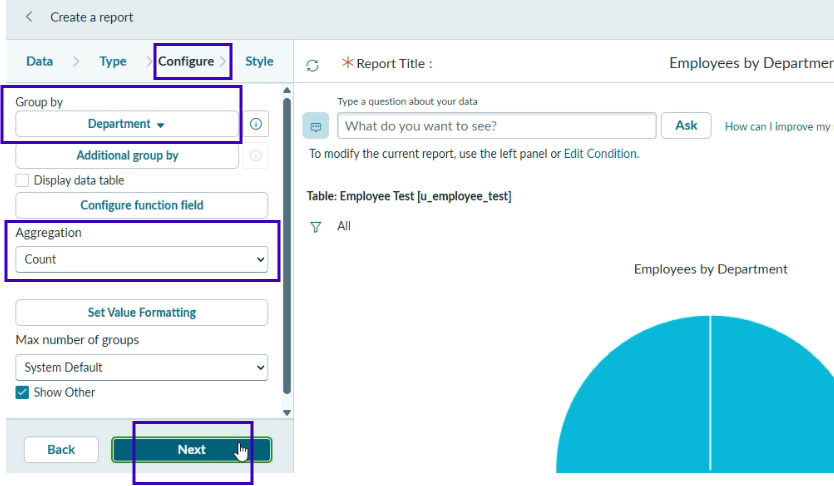 Create a report
Data
Type
Configure
Style
Group by
Department
Additional group by
Display data table
Configure function field
Aggregation
Count
Set Value Formatting
Max number of groups
System Default
Show Other
Back
Next
*Report Title :
Employees by Departmen
Type a question about your data
What do you want to see?
Ask
How can I improve my
To modify the current report, use the left panel or Edit Condition.
Table: Employee Test [u_employee_test]
All
Employees by Department